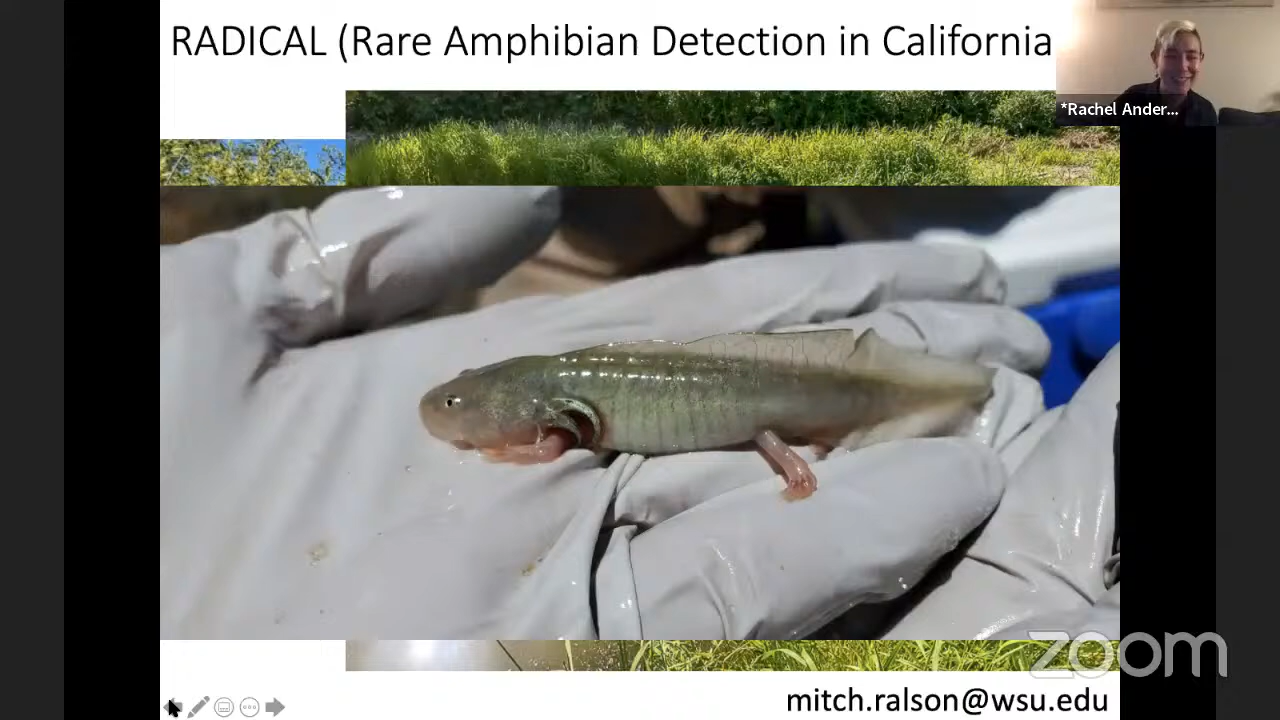 RADICAL (Rare Amphibian Detection in California
*Rachel Ander...
zoom
mitch.ralson@wsu.edu